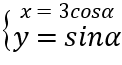 x = 3cosα
y = sinα